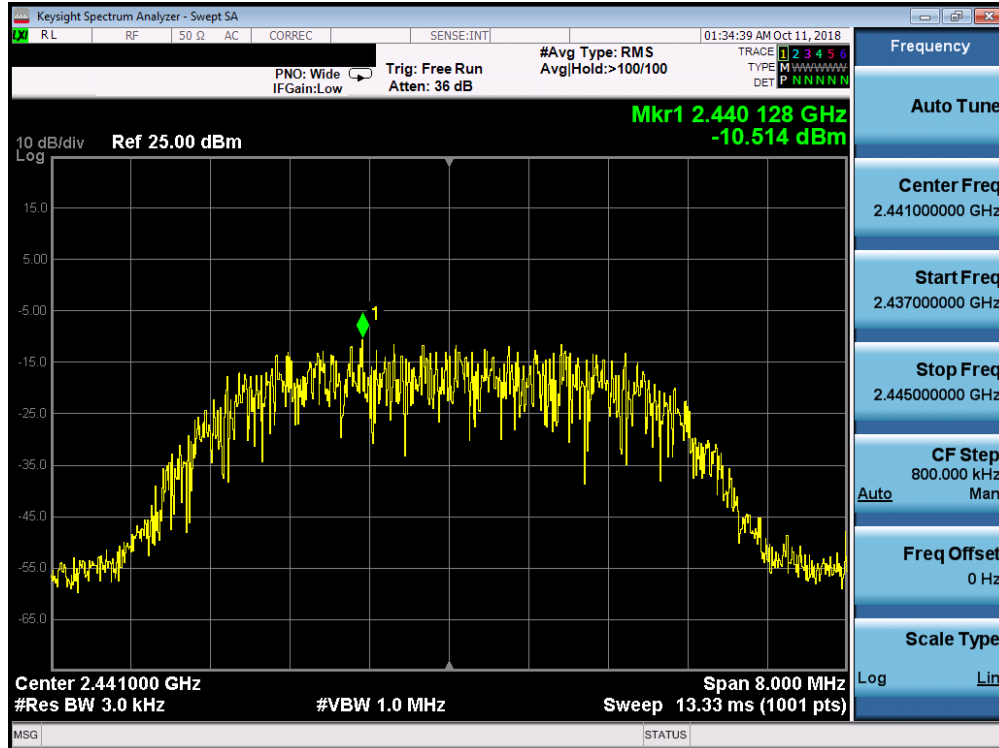 Keysight Spectrum Analyzer - Swept SA
LXI RL RF 50 Ω AC CORREC SENSE:INT 01:34:39 AM Oct 11, 2018
PNO: Wide
IFGain:Low
Trig: Free Run
Atten: 36 dB
#Avg Type: RMS
Avg|Hold:>100/100
TRACE 1 2 3 4 5 6
TYPE M WWWWW
DET P N N N N N
Mkr1 2.440 128 GHz
-10.514 dBm
10 dB/div Ref 25.00 dBm
Log
15.0
5.00
-5.00
-15.0
-25.0
-35.0
-45.0
-55.0
-65.0
1
Center 2.441000 GHz Span 8.000 MHz
#Res BW 3.0 kHz #VBW 1.0 MHz Sweep 13.33 ms (1001 pts)
MSG STATUS
Frequency
Auto Tune
Center Freq
2.441000000 GHz
Start Freq
2.437000000 GHz
Stop Freq
2.445000000 GHz
CF Step
800.000 kHz
Auto Man
Freq Offset
0 Hz
Scale Type
Log Lin